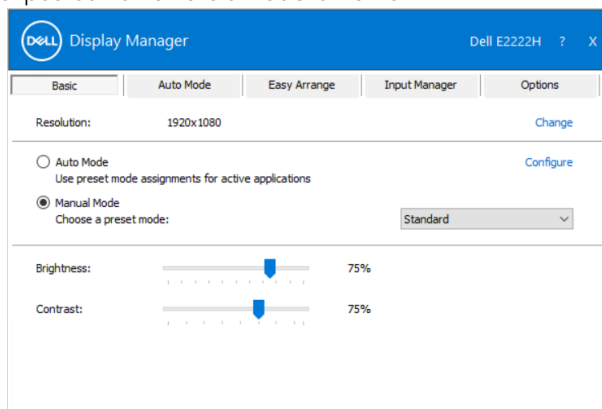 DELL Display Manager Dell E2222H ? X
Basic Auto Mode Easy Arrange Input Manager Options
Resolution: 1920x1080 Change
Auto Mode Configure
Use preset mode assignments for active applications
Manual Mode
Choose a preset mode: Standard
Brightness: 75%
Contrast: 75%